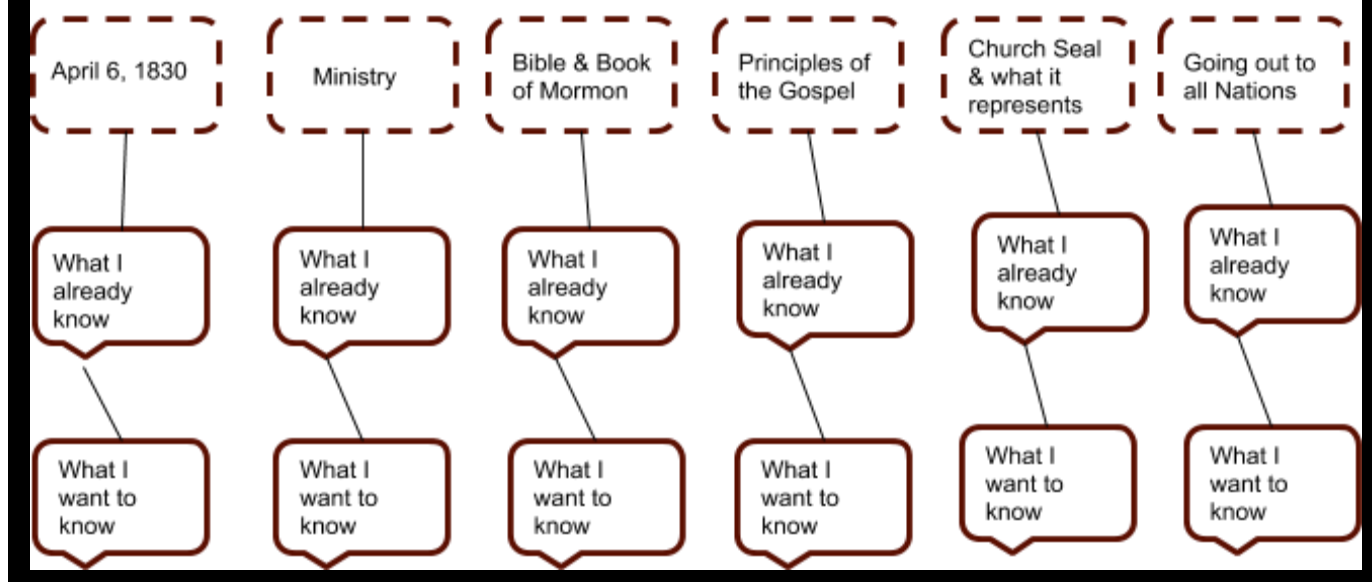 April 6, 1830
Ministry
Bible & Book
of Mormon
Principles of
the Gospel
Church Seal
& what it
represents
Going out to
all Nations
What I
already
know
What I
already
know
What I
already
know
What I
already
know
What I
already
know
What I
already
know
What I
want to
know
What I
want to
know
What I
want to
know
What I
want to
know
What I
want to
know
What I
want to
know